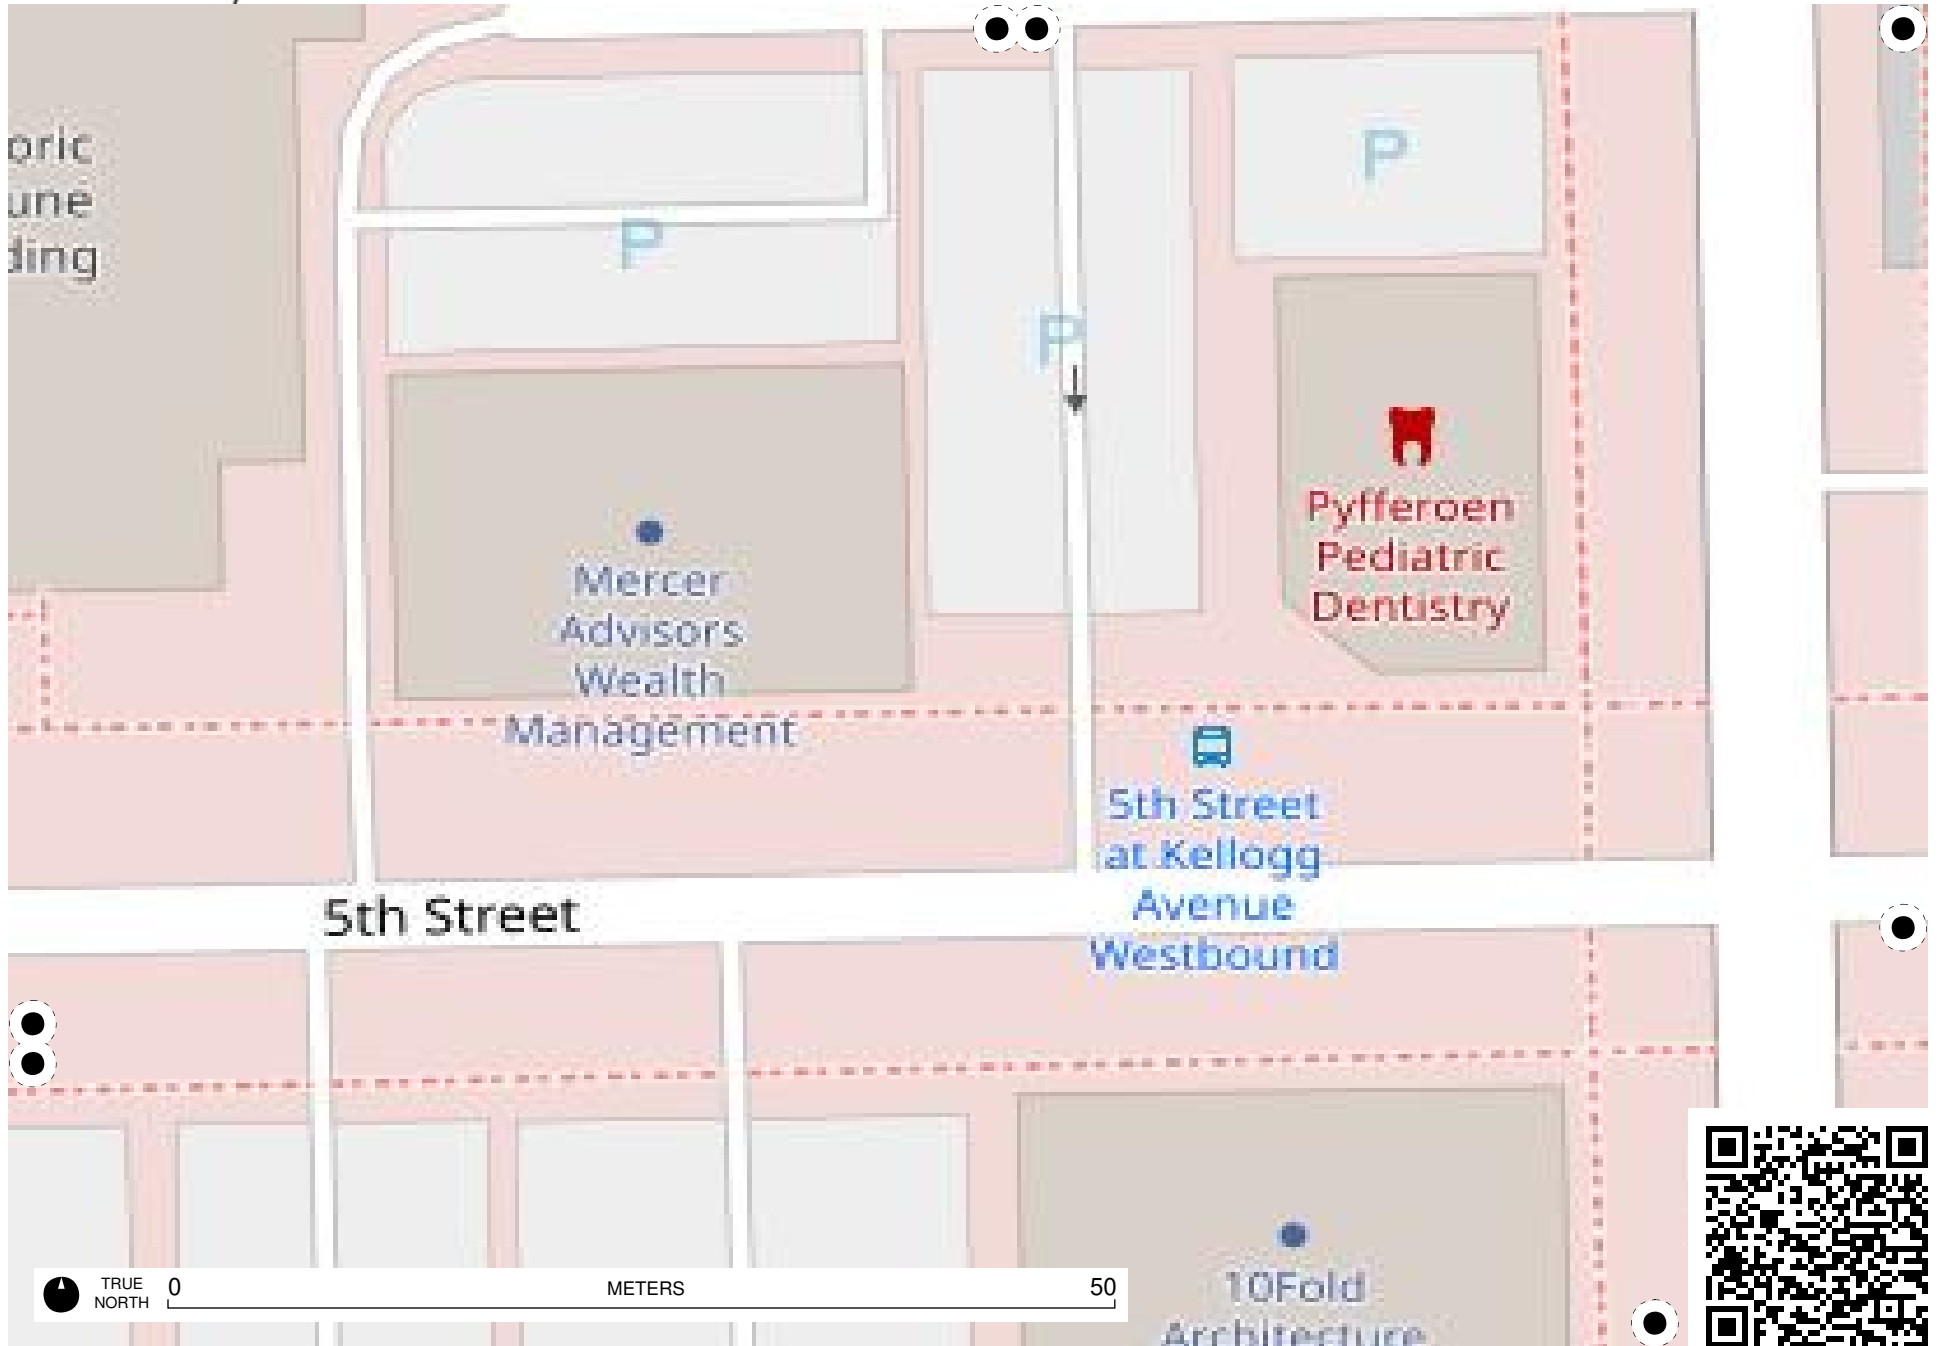 oric
une
ding
P
P
P
Pyfferoen
Pediatric
Dentistry
Mercer
Advisors
Wealth
Management
5th Street
at Kellogg
Avenue
Westbound
5th Street
10Fold
Architecture
TRUE
NORTH
0
METERS
50